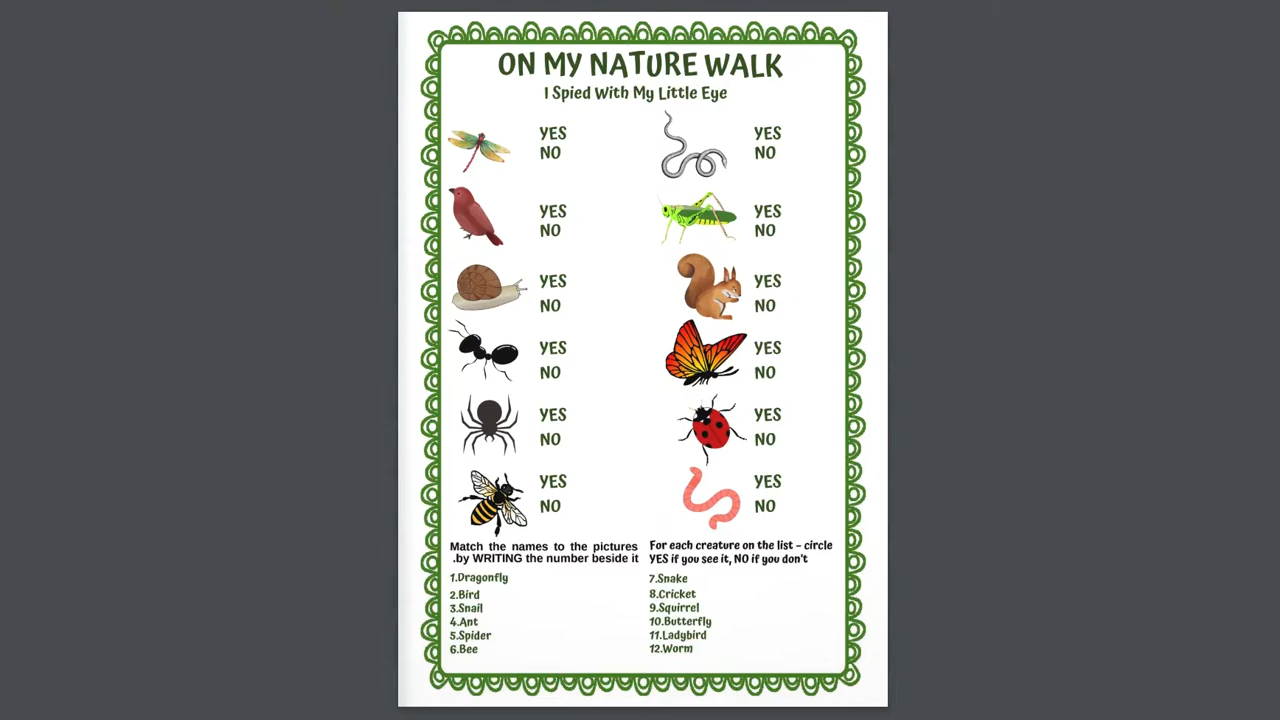 ON MY NATURE WALK
I Spied With My Little Eye
YES
NO
YES
NO
YES
NO
YES
NO
YES
NO
YES
NO
YES
NO
YES
NO
YES
NO
YES
NO
YES
NO
YES
NO
Match the names to the pictures
.by WRITING the number beside it
1.Dragonfly
2.Bird
3.Snail
4.Ant
5.Spider
6.Bee
For each creature on the list – circle
YES if you see it, NO if you don't
7.Snake
8.Cricket
9.Squirrel
10.Butterfly
11.Ladybird
12.Worm